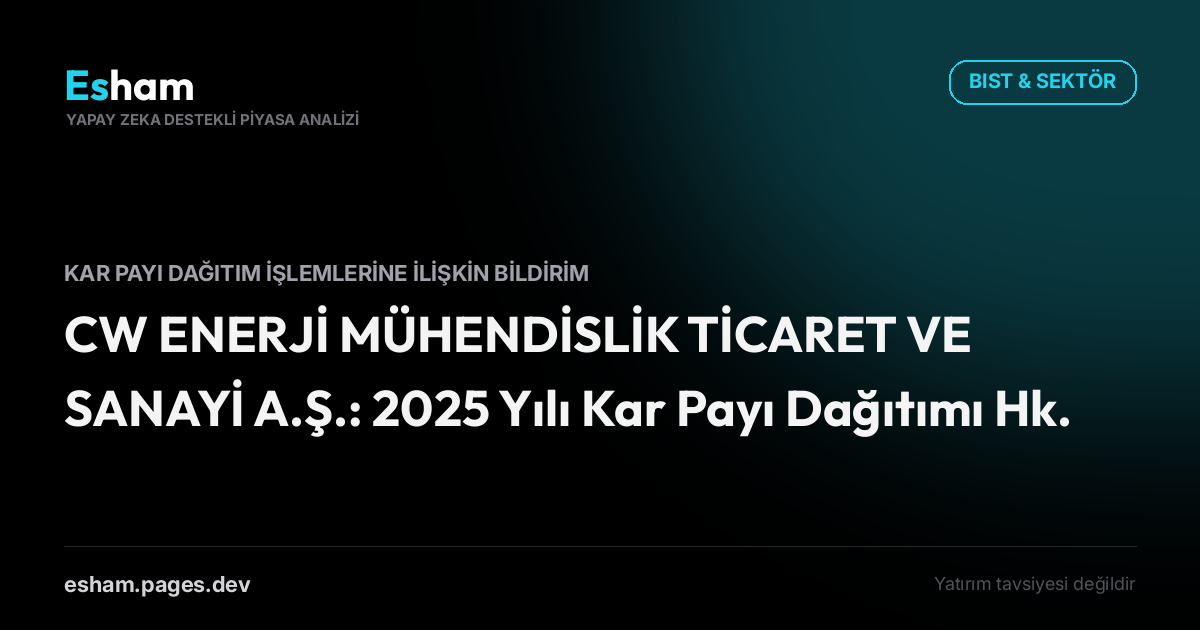 Esham
YAPAY ZEKA DESTEKLİ PİYASA ANALİZİ
BIST & SEKTÖR
KAR PAYI DAĞITIM İŞLEMLERİNE İLİŞKİN BİLDİRİM
CW ENERJİ MÜHENDİSLİK TİCARET VE
SANAYİ A.Ş.: 2025 Yılı Kar Payı Dağıtımı Hk.
esham.pages.dev
Yatırım tavsiyesi değildir